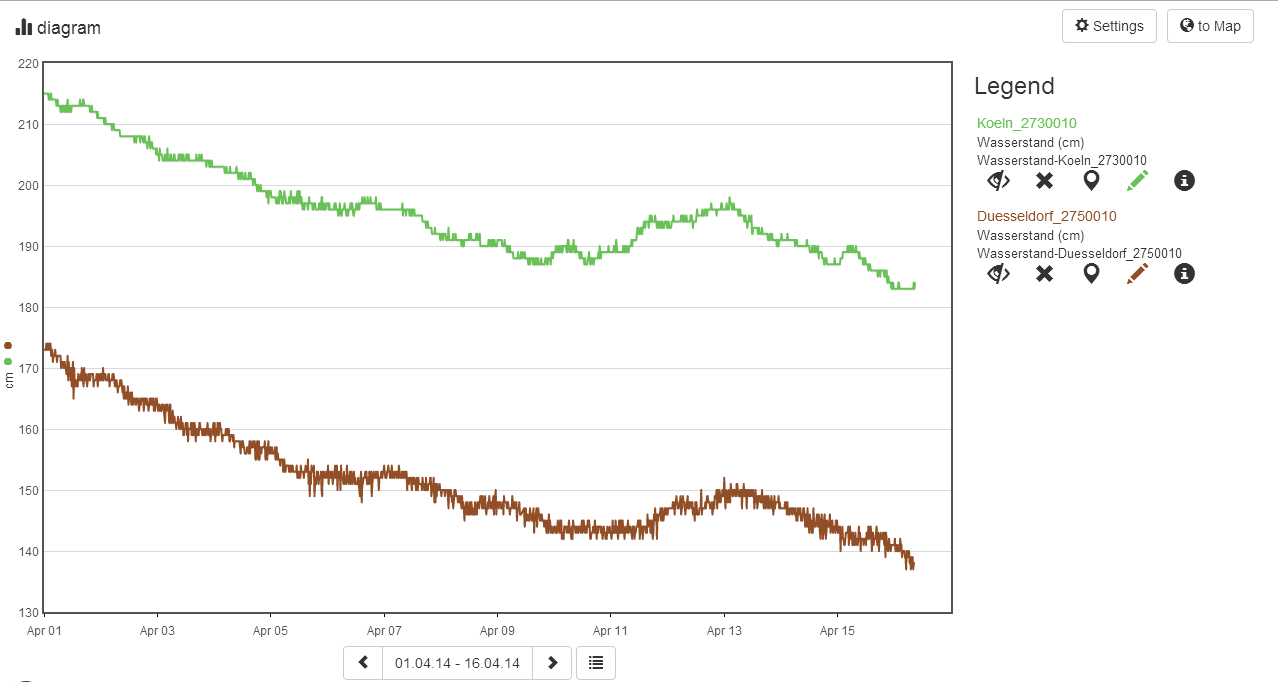 diagram
Settings
to Map
220
210
200
190
180
170
160
150
140
130
cm
Apr 01
Apr 03
Apr 05
Apr 07
Apr 09
Apr 11
Apr 13
Apr 15
01.04.14 - 16.04.14
Legend
Koeln_2730010
Wasserstand (cm)
Wasserstand-Koeln_2730010
Duesseldorf_2750010
Wasserstand (cm)
Wasserstand-Duesseldorf_2750010